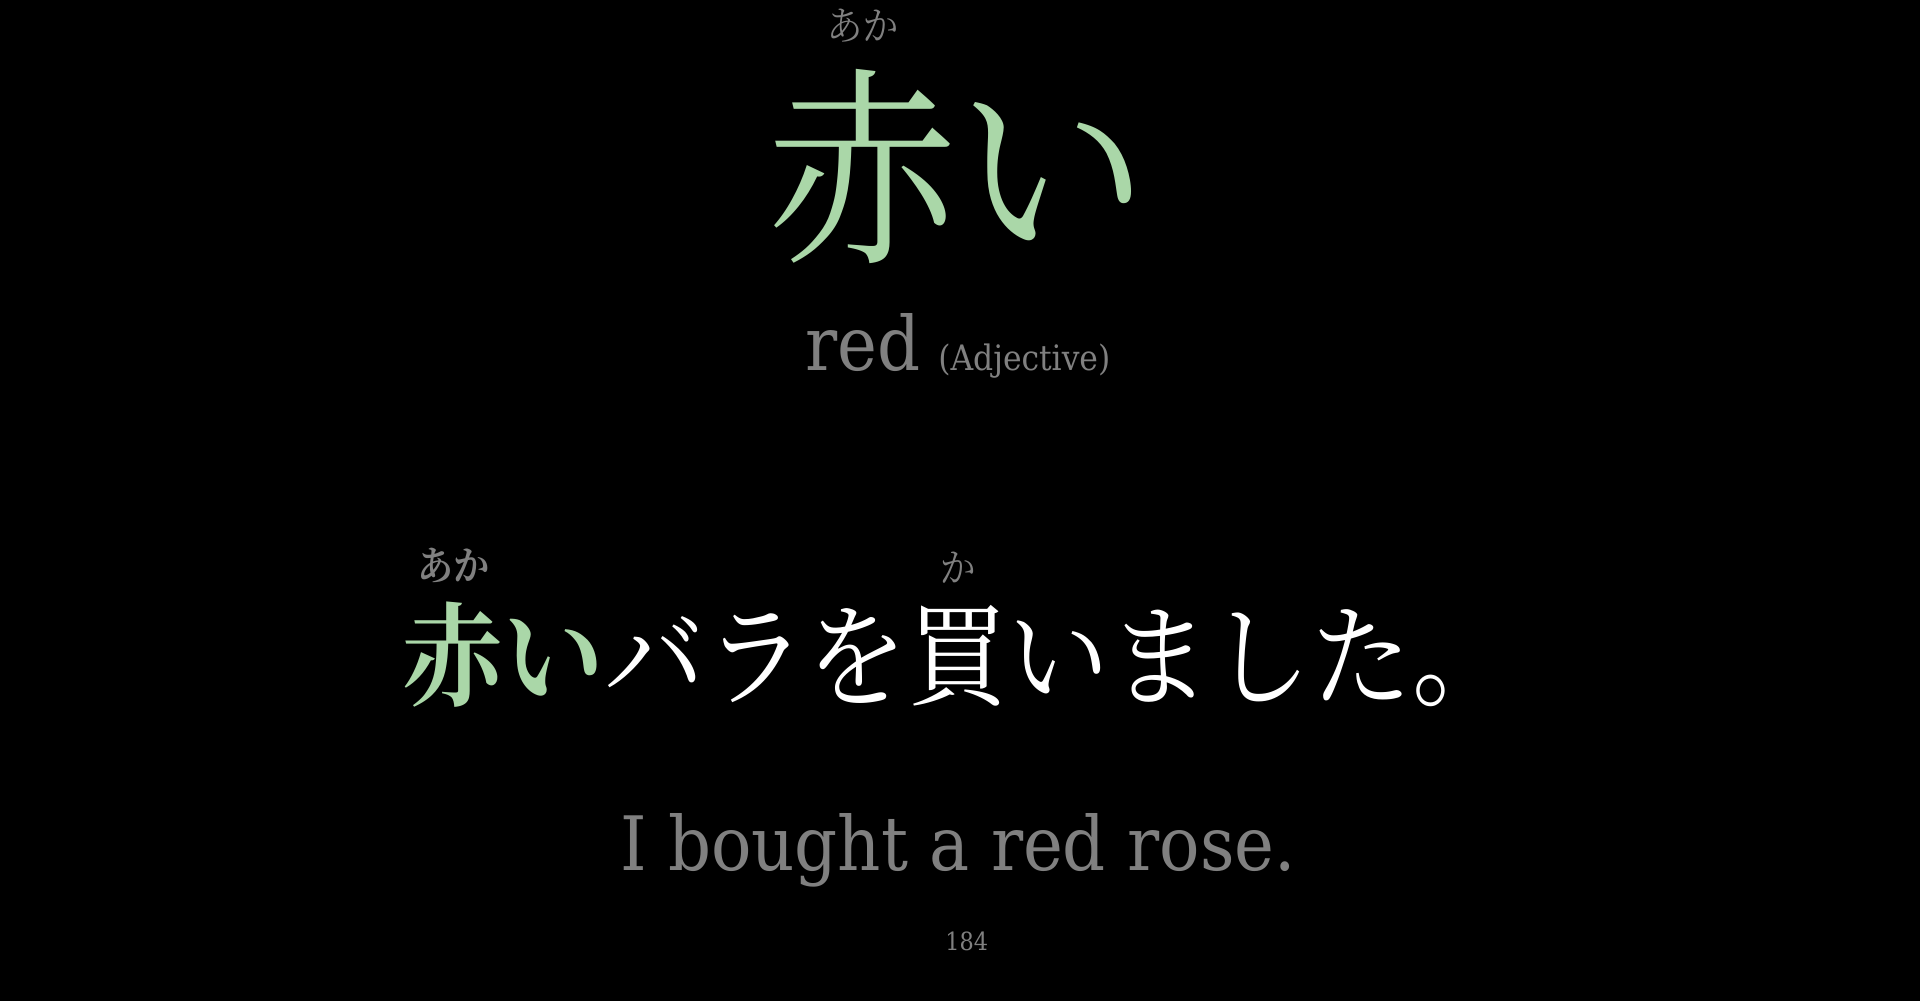 あか
赤い
red (Adjective)
あか か
赤いバラを買いました。
I bought a red rose.
184